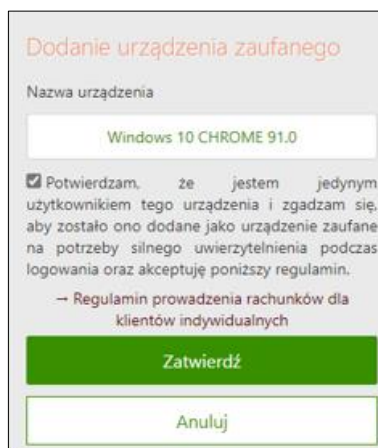 Dodanie urządzenia zaufanego
Nazwa urządzenia
Windows 10 CHROME 91.0
Potwierdzam, że jestem jedynym
użytkownikiem tego urządzenia i zgadzam się,
aby zostało ono dodane jako urządzenie zaufane
na potrzeby silnego uwierzytelnienia podczas
logowania oraz akceptuję poniższy regulamin.
→ Regulamin prowadzenia rachunków dla
klientów indywidualnych
Zatwierdź
Anuluj